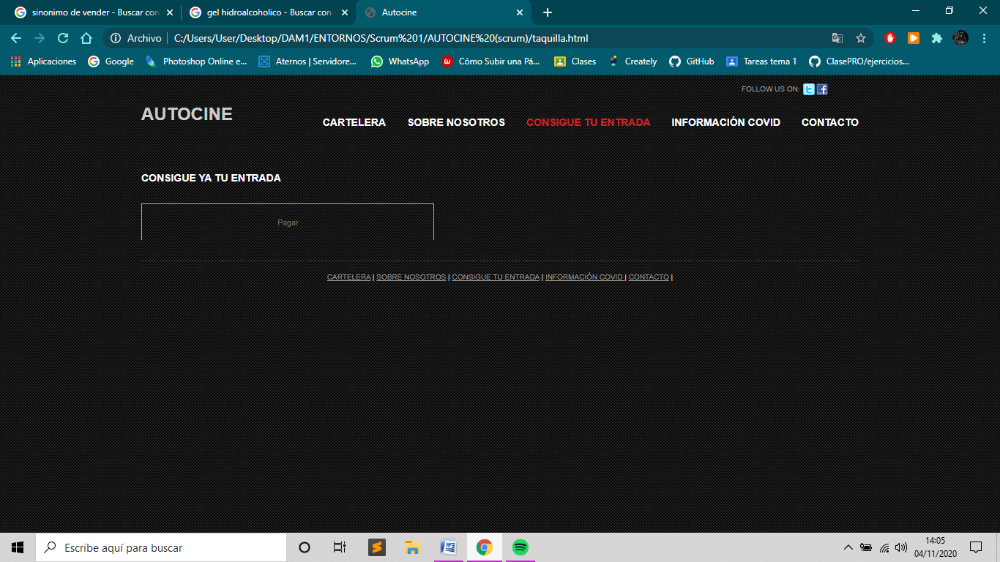 sinonimo de vender - Buscar con
gel hidroalcoholico - Buscar con
Autocine
Archivo
C:/Users/User/Desktop/DAM1/ENTORNOS/Scrum%201/AUTOCINE%20(scrum)/taquilla.html
Aplicaciones
Google
Photoshop Online e...
Aternos | Servidore...
WhatsApp
Cómo Subir una Pá...
Clases
Creately
GitHub
Tareas tema 1
ClasePRO/ejercicios...
FOLLOW US ON:
AUTOCINE
CARTELERA
SOBRE NOSOTROS
CONSIGUE TU ENTRADA
INFORMACIÓN COVID
CONTACTO
CONSIGUE YA TU ENTRADA
Pagar
CARTELERA | SOBRE NOSOTROS | CONSIGUE TU ENTRADA | INFORMACIÓN COVID | CONTACTO |
Escribe aquí para buscar
14:05
04/11/2020